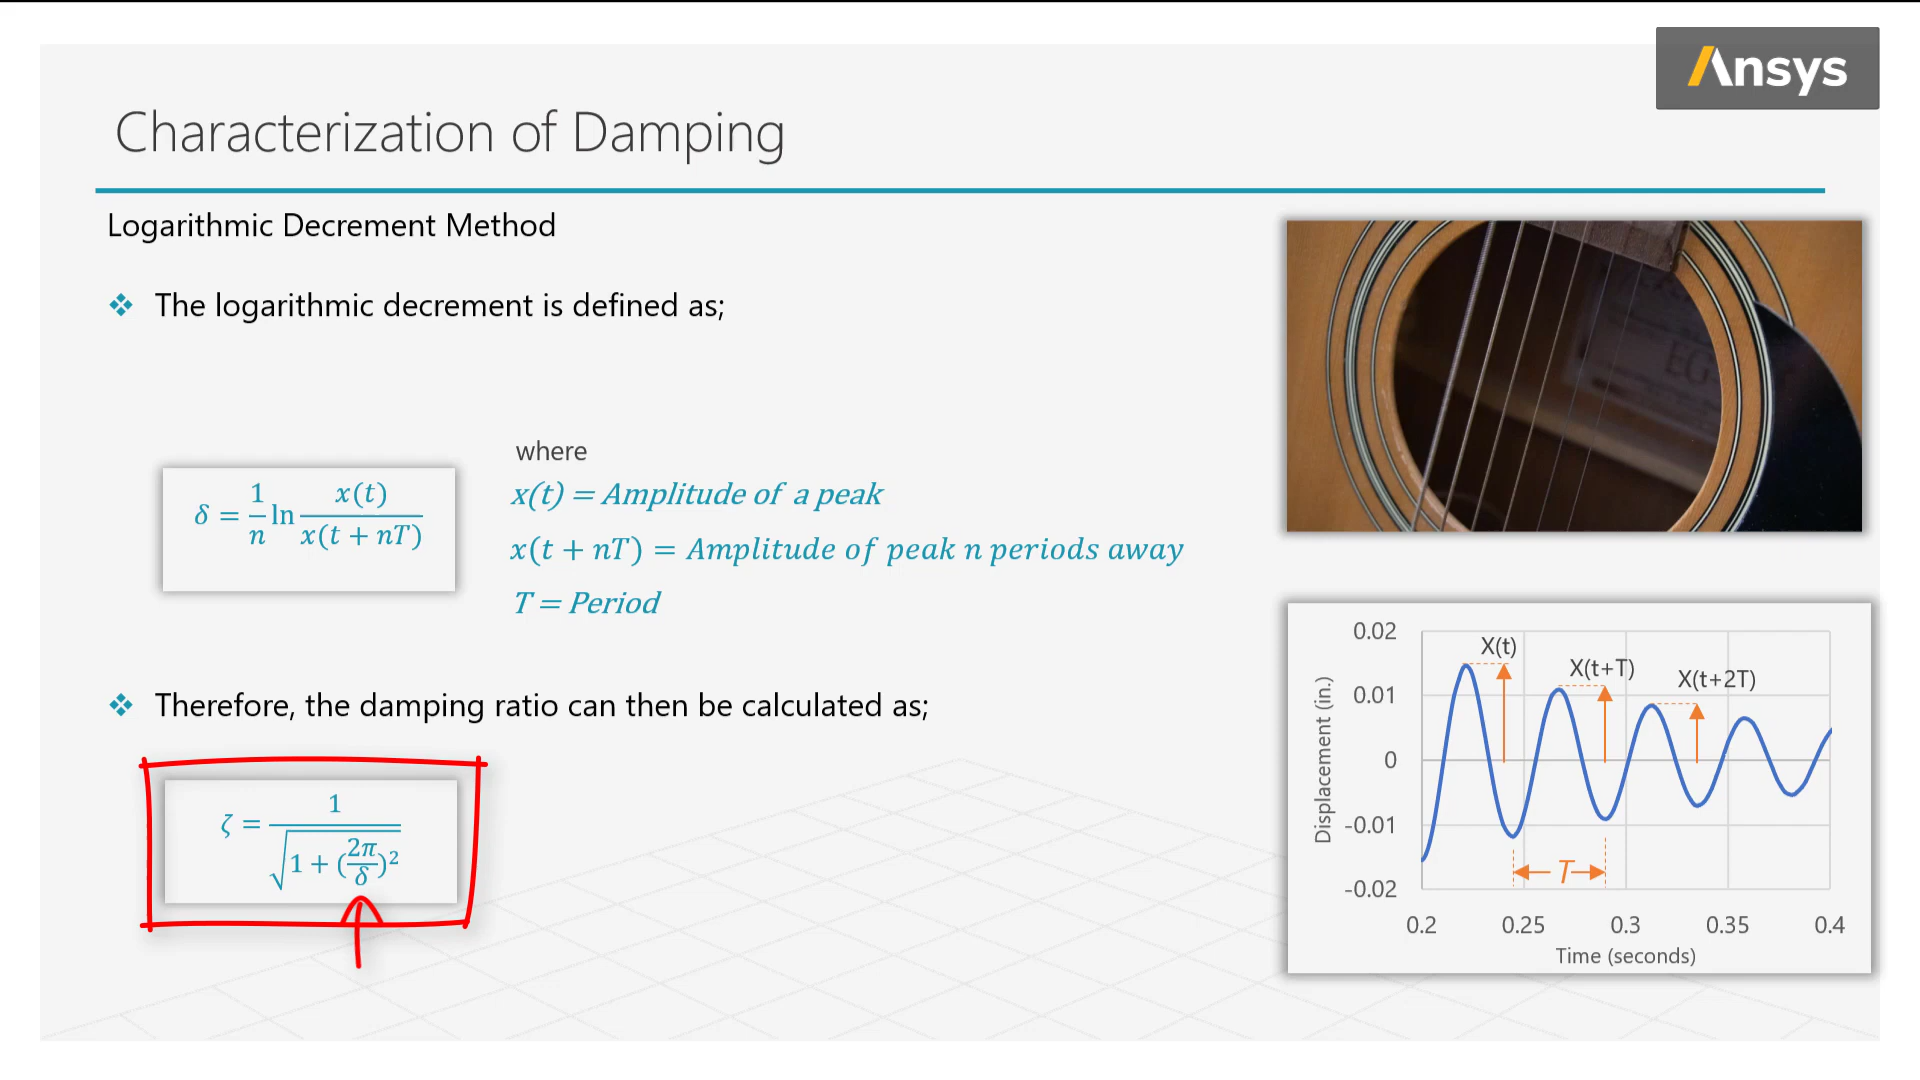 Ansys
Characterization of Damping
Logarithmic Decrement Method
The logarithmic decrement is defined as;
where
δ = 1/n ln x(t)/x(t + nT)
x(t) = Amplitude of a peak
x(t + nT) = Amplitude of peak n periods away
T = Period
Therefore, the damping ratio can then be calculated as;
ζ = 1/√(1 + (2π/δ)²)
EG-
0.02
0.01
0
-0.01
-0.02
Displacement (in.)
X(t)
X(t+T)
X(t+2T)
T
0.2 0.25 0.3 0.35 0.4
Time (seconds)